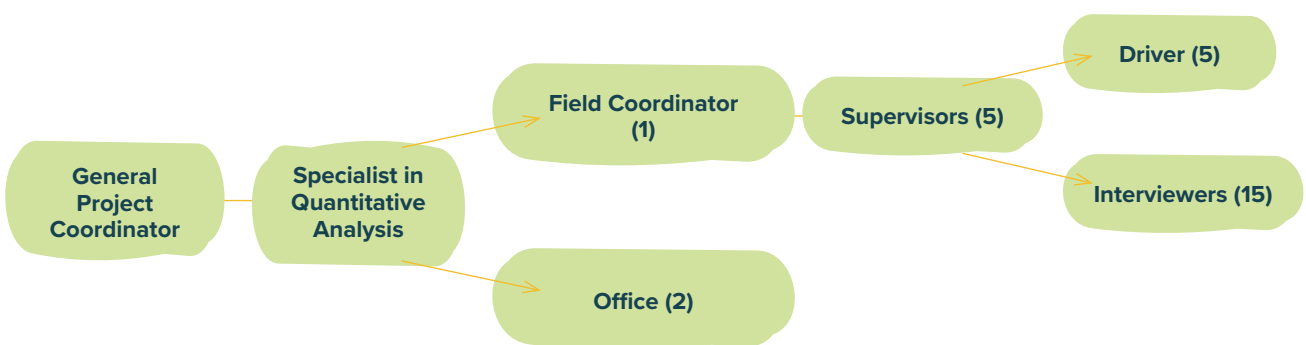 General
Project
Coordinator
Specialist in
Quantitative
Analysis
Field Coordinator
(1)
Office (2)
Supervisors (5)
Driver (5)
Interviewers (15)